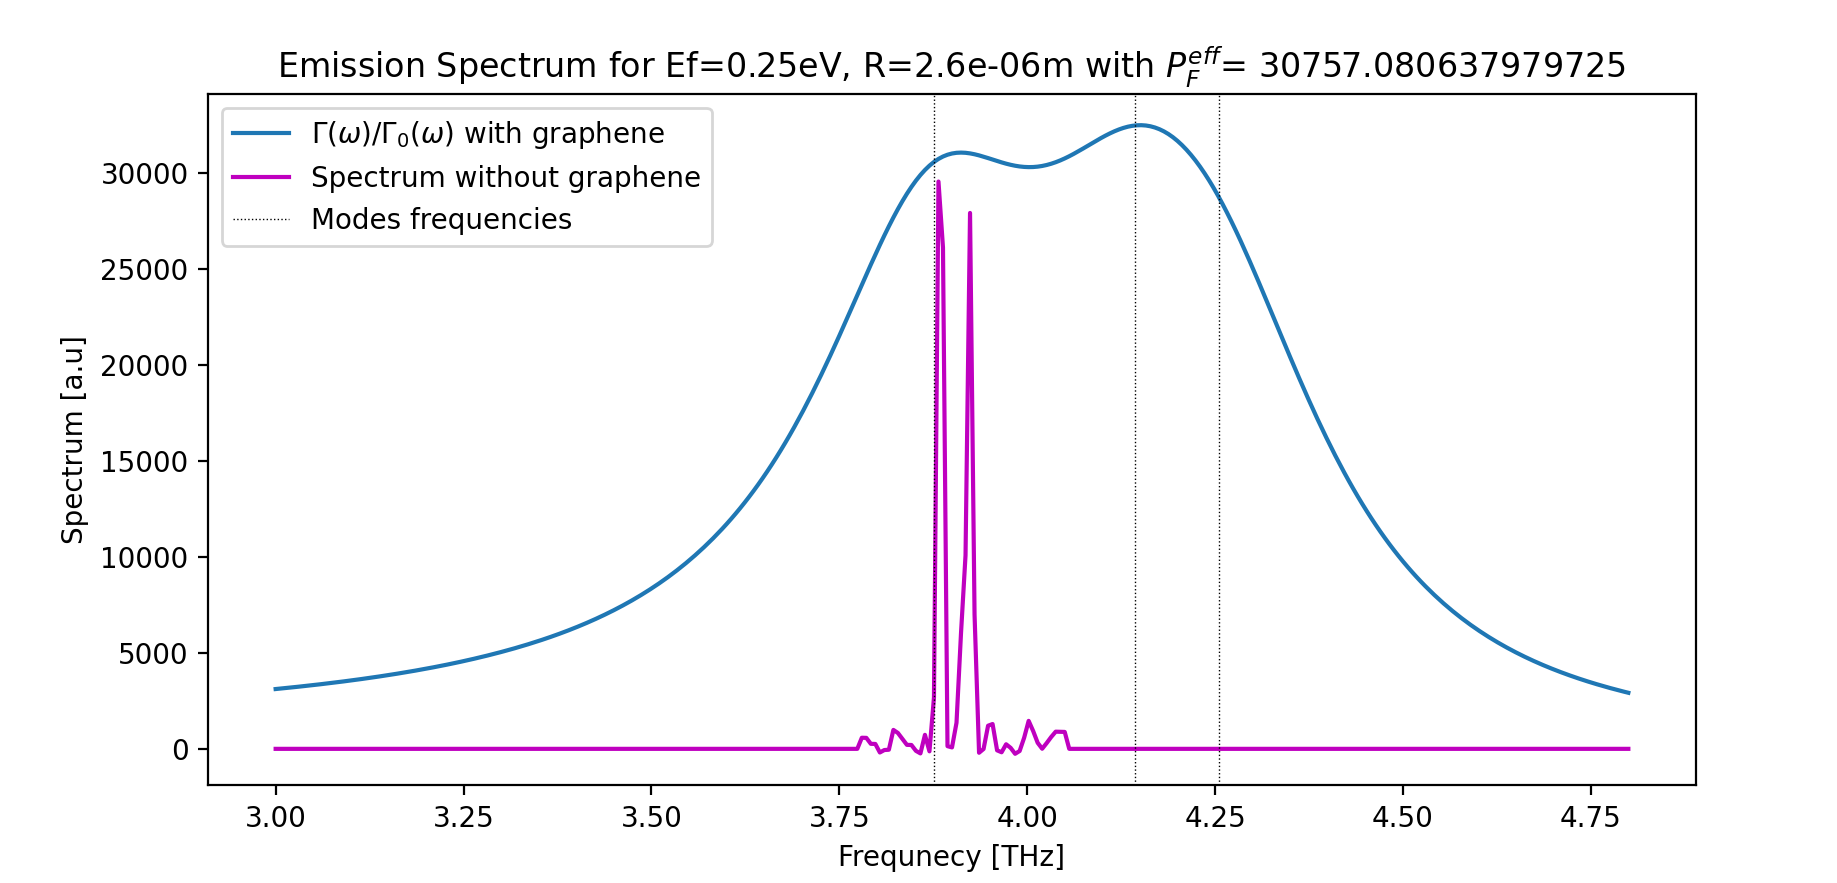 Emission Spectrum for Ef=0.25eV, R=2.6e-06m with $P_F^{eff}$= 30757.080637979725
Γ(ω)/Γ₀(ω) with graphene
Spectrum without graphene
Modes frequencies
Spectrum [a.u]
30000
25000
20000
15000
10000
5000
0
3.00 3.25 3.50 3.75 4.00 4.25 4.50 4.75
Frequnecy [THz]